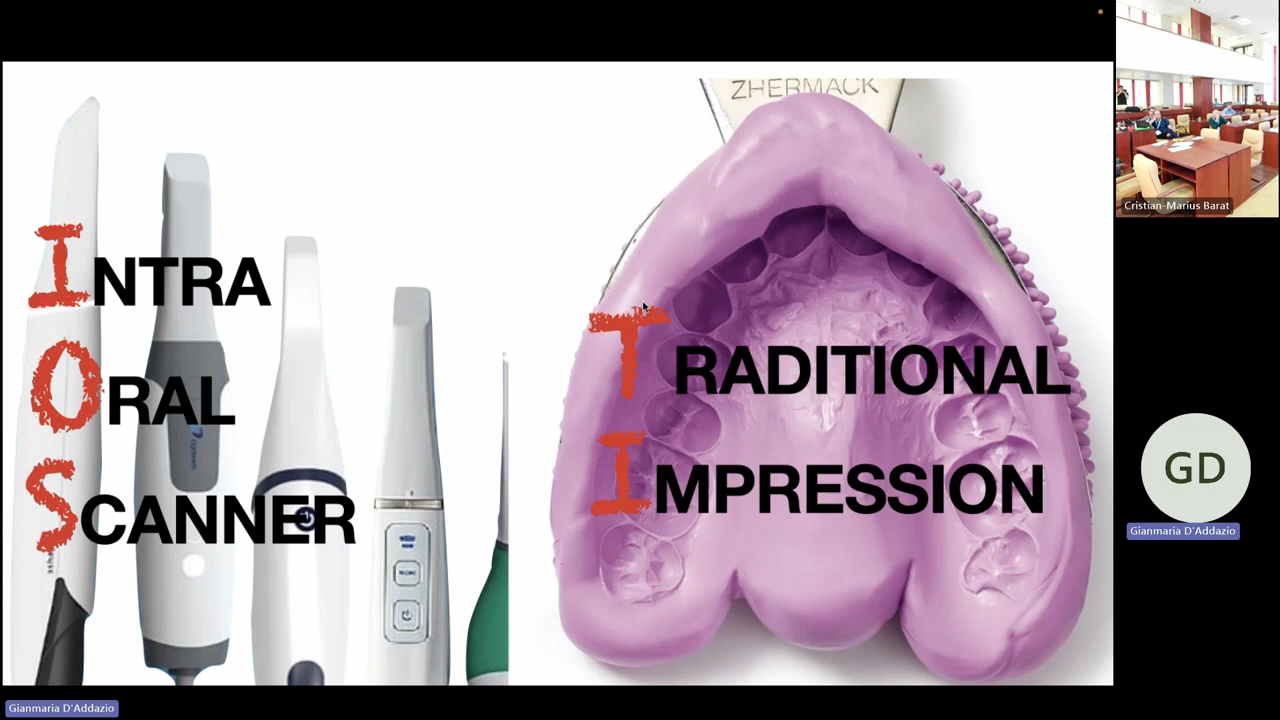 ZHERMACK
INTRA
ORAL
SCANNER
TRADITIONAL
IMPRESSION
Cristian-Marius Barat
GD
Gianmaria D'Addazio
Gianmaria D'Addazio